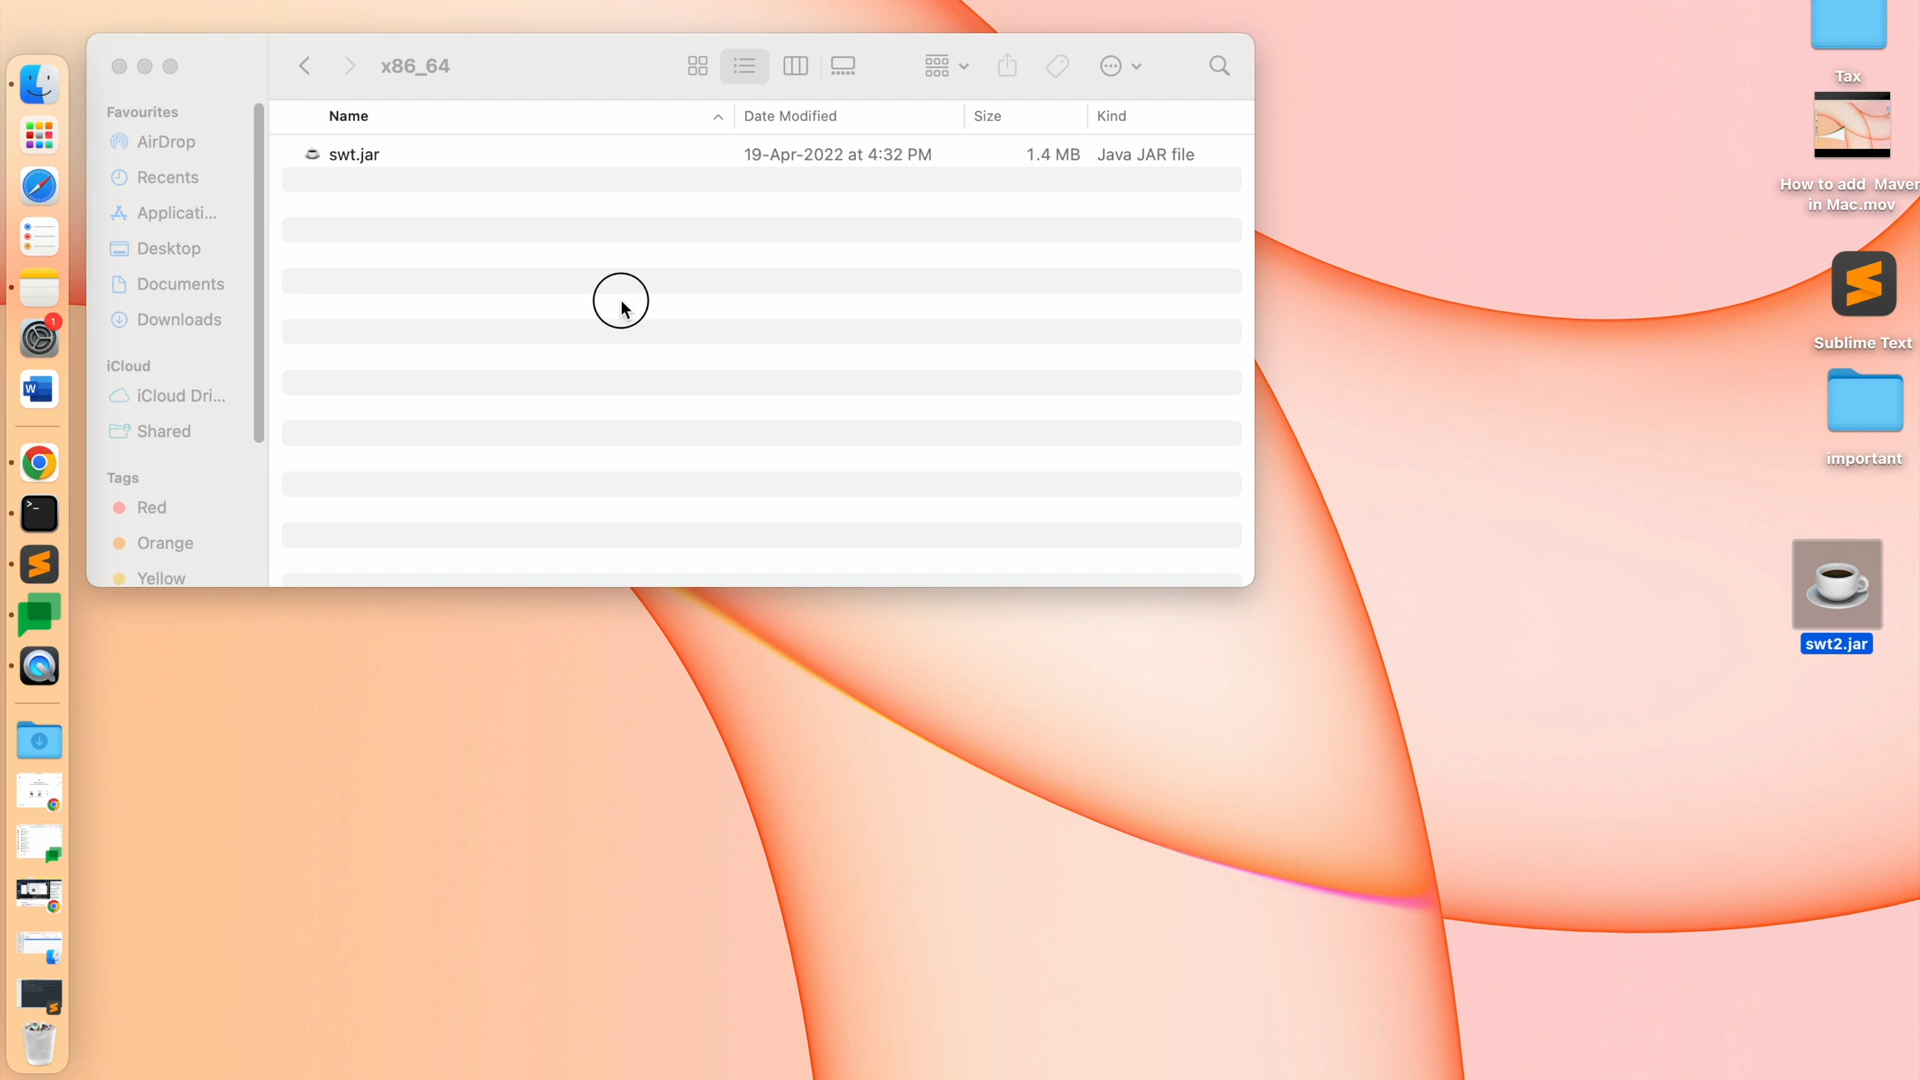 x86_64
Favourites
AirDrop
Recents
Applicati...
Desktop
Documents
Downloads
iCloud
iCloud Dri...
Shared
Tags
Red
Orange
Yellow
Name
Date Modified
Size
Kind
swt.jar
19-Apr-2022 at 4:32 PM
1.4 MB
Java JAR file
1
W
>_
Tax
How to add Maven
in Mac.mov
Sublime Text
important
swt2.jar